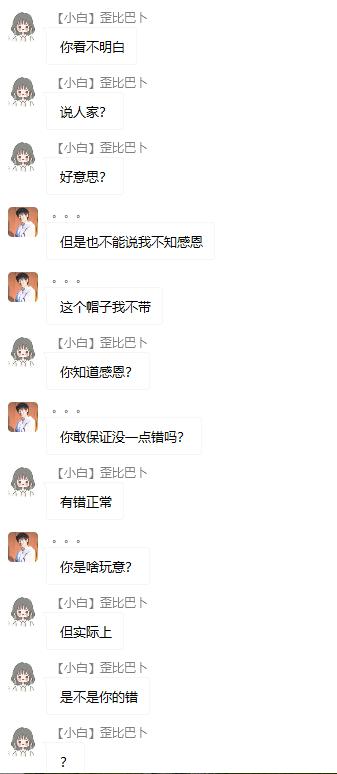 【小白】歪比巴卜
你看不明白
【小白】歪比巴卜
说人家?
【小白】歪比巴卜
好意思?
。。。
但是也不能说我不知感恩
。。。
这个帽子我不带
【小白】歪比巴卜
你知道感恩?
。。。
你敢保证没一点错吗?
【小白】歪比巴卜
有错正常
。。。
你是啥玩意?
【小白】歪比巴卜
但实际上
【小白】歪比巴卜
是不是你的错
【小白】歪比巴卜
?